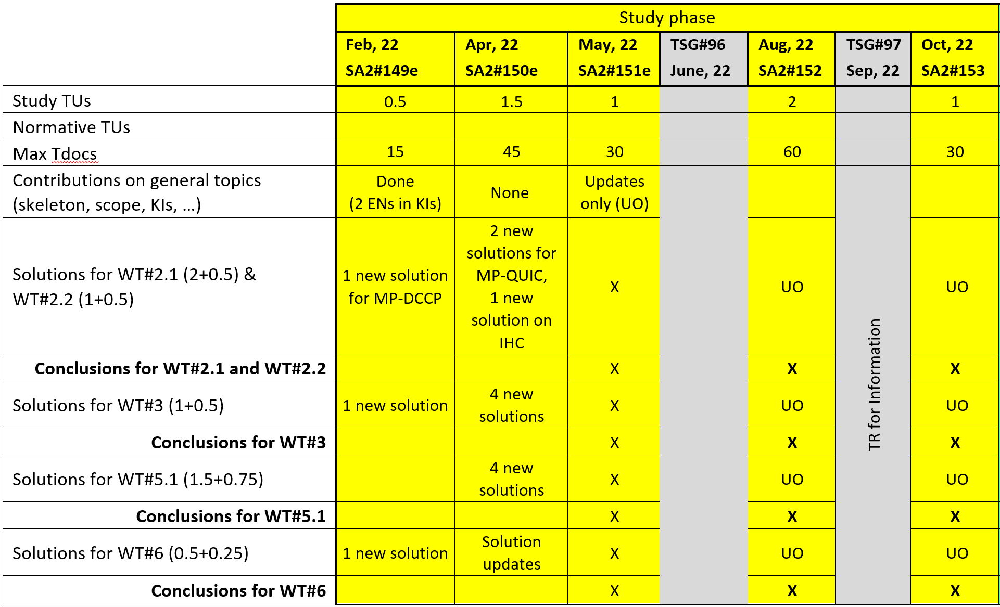 Study phase
Feb, 22 Apr, 22 May, 22 TSG#96 Aug, 22 TSG#97 Oct, 22
SA2#149e SA2#150e SA2#151e June, 22 SA2#152 Sep, 22 SA2#153
Study TUs 0.5 1.5 1 2 1
Normative TUs
Max Tdocs 15 45 30 60 30
Contributions on general topics
(skeleton, scope, KIs, ...)
Done
(2 ENs in KIs)
None
Updates
only (UO)
Solutions for WT#2.1 (2+0.5) &
WT#2.2 (1+0.5)
1 new solution
for MP-DCCP
2 new
solutions for
MP-QUIC,
1 new
solution on
IHC
X UO UO
Conclusions for WT#2.1 and WT#2.2 X X X
Solutions for WT#3 (1+0.5)
1 new solution
4 new
solutions
X UO UO
Conclusions for WT#3 X X X
Solutions for WT#5.1 (1.5+0.75)
4 new
solutions
X UO UO
Conclusions for WT#5.1 X X X
Solutions for WT#6 (0.5+0.25)
1 new solution
Solution
updates
X UO UO
Conclusions for WT#6 X X X
TR for Information